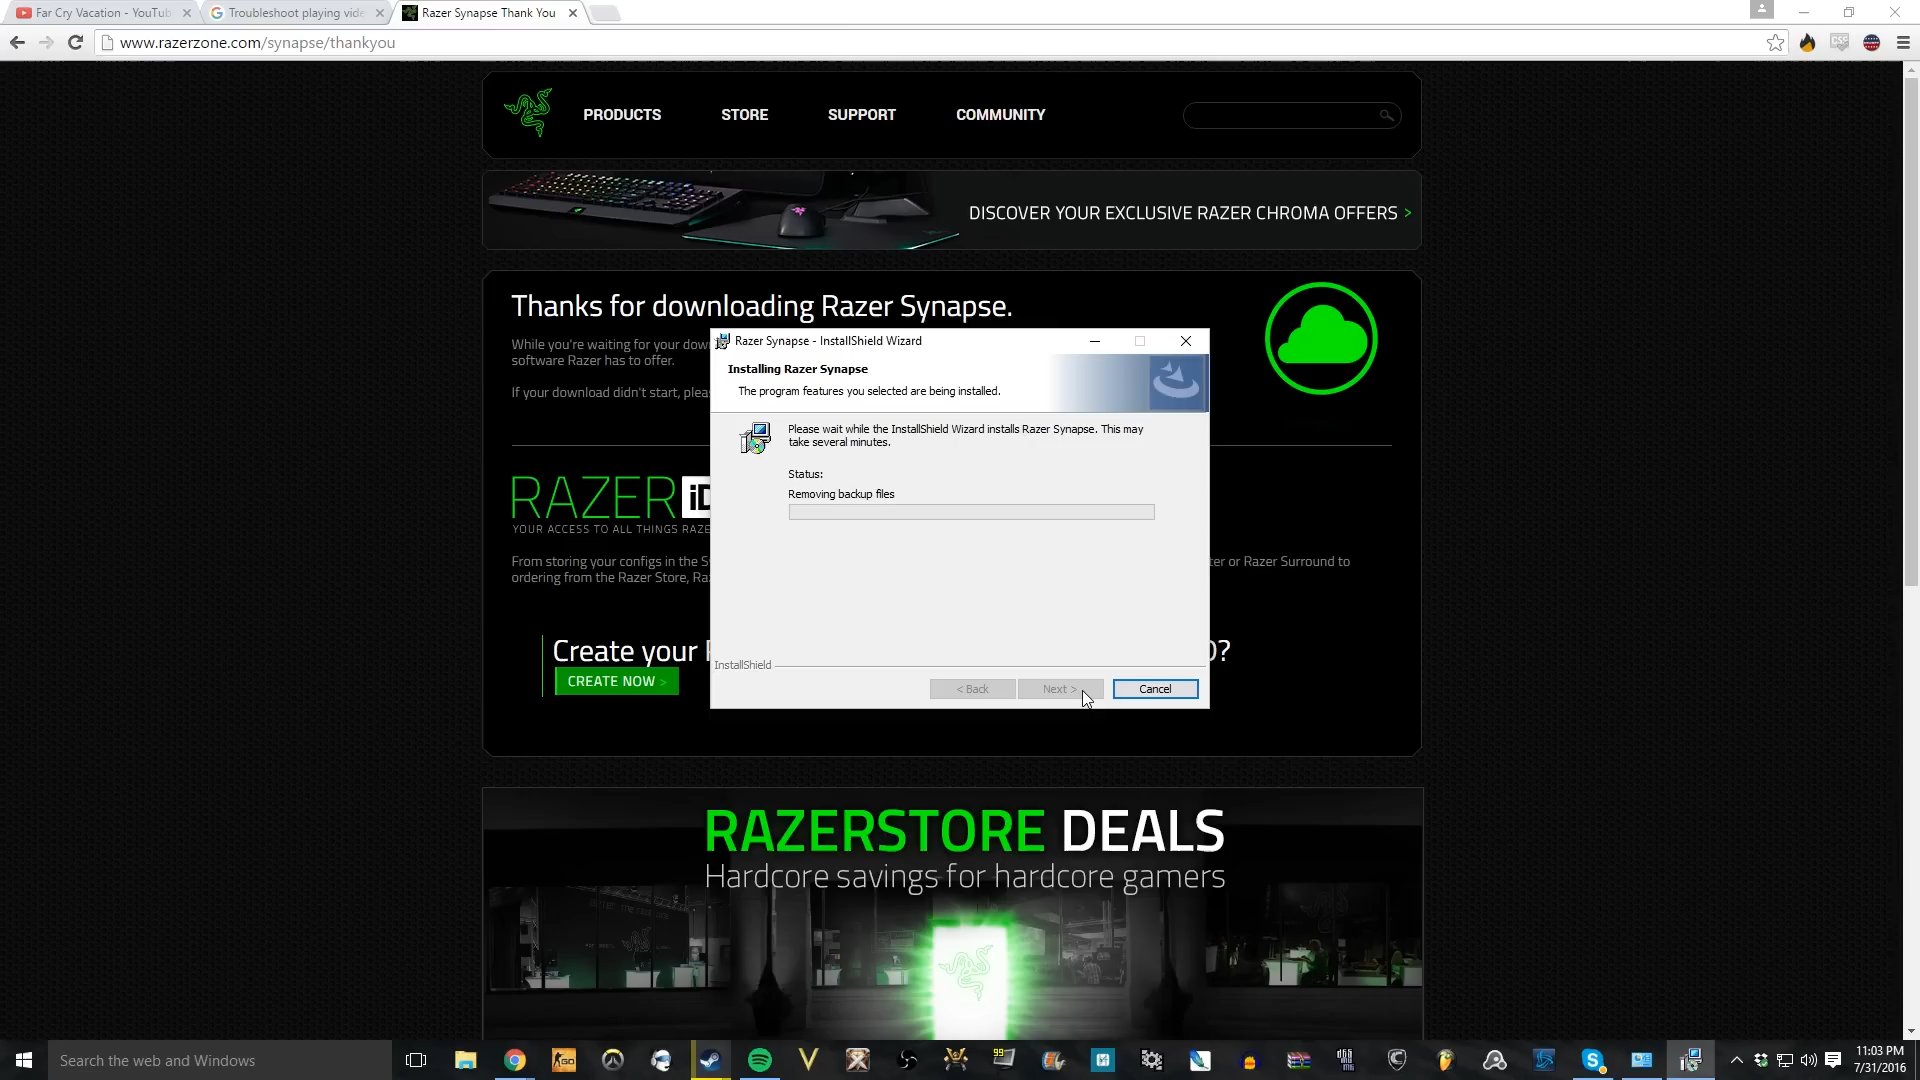 Far Cry Vacation - YouTub
Troubleshoot playing vide
Razer Synapse Thank You
www.razerzone.com/synapse/thankyou
PRODUCTS
STORE
SUPPORT
COMMUNITY
DISCOVER YOUR EXCLUSIVE RAZER CHROMA OFFERS >
Thanks for downloading Razer Synapse.
While you're waiting for your dow
software Razer has to offer.
If your download didn't start, plea
Razer Synapse - InstallShield Wizard
Installing Razer Synapse
The program features you selected are being installed.
Please wait while the InstallShield Wizard installs Razer Synapse. This may
take several minutes.
Status:
Removing backup files
InstallShield
< Back
Next >
Cancel
RAZER iD
YOUR ACCESS TO ALL THINGS RAZE
From storing your configs in the S
ter or Razer Surround to
ordering from the Razer Store, Ra
Create your
D?
CREATE NOW >
RAZERSTORE DEALS
Hardcore savings for hardcore gamers
Search the web and Windows
GO
99
11:03 PM
7/31/2016